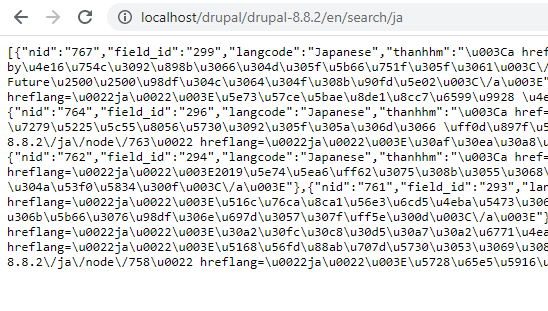 localhost/drupal/drupal-8.8.2/en/search/ja
[{"nid":"767","field_id":"299","langcode":"Japanese","thanhhm":"\u003Ca href
by\u4e16\u754c\u3092\u898b\u3066\u304d\u305f\u5b66\u751f\u305f\u3061\u003C\/
Future\u2500\u2500\u98df\u304c\u3064\u304f\u308b\u90fd\u5e02\u003C\/a\u003E"
hreflang=\u0022ja\u0022\u003E\u5e73\u57ce\u5bae\u8de1\u8cc7\u6599\u9928 \u4e
{"nid":"764","field_id":"296","langcode":"Japanese","thanhhm":"\u003Ca href=
\u7279\u5225\u5c55\u8056\u5730\u3092\u305f\u305a\u306d\u3066 \uff0d\u897f\u5
8.8.2\/ja\/node\/763\u0022 hreflang=\u0022ja\u0022\u003E\u30af\u30ea\u30a8\u
{"nid":"762","field_id":"294","langcode":"Japanese","thanhhm":"\u003Ca href=
hreflang=\u0022ja\u0022\u003E2019\u5e74\u5ea6\uff62\u3075\u308b\u3055\u3068\
\u304a\u53f0\u5834\u300f\u003C\/a\u003E"},{"nid":"761","field_id":"293","lan
hreflang=\u0022ja\u0022\u003E\u516c\u76ca\u8ca1\u56e3\u6cd5\u4eba\u5473\u306
\u306b\u5b66\u3076\u98df\u306e\u697d\u3057\u307f\uff5e\u300d\u003C\/a\u003E"}
hreflang=\u0022ja\u0022\u003E\u30a2\u30fc\u30c8\u30d5\u30a7\u30a2\u6771\u4ea
hreflang=\u0022ja\u0022\u003E\u5168\u56fd\u88ab\u707d\u5730\u3053\u3069\u308
8.8.2\/ja\/node\/758\u0022 hreflang=\u0022ja\u0022\u003E\u5728\u65e5\u5916\u